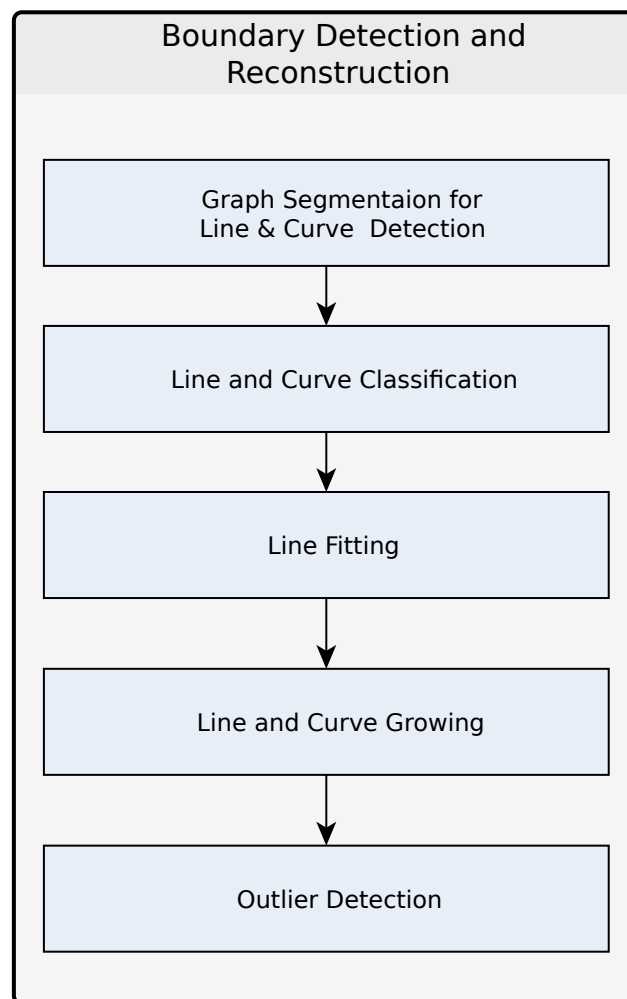 Boundary Detection and
Reconstruction
Graph Segmentaion for
Line & Curve  Detection
Line and Curve Classification
Line Fitting
Line and Curve Growing
Outlier Detection